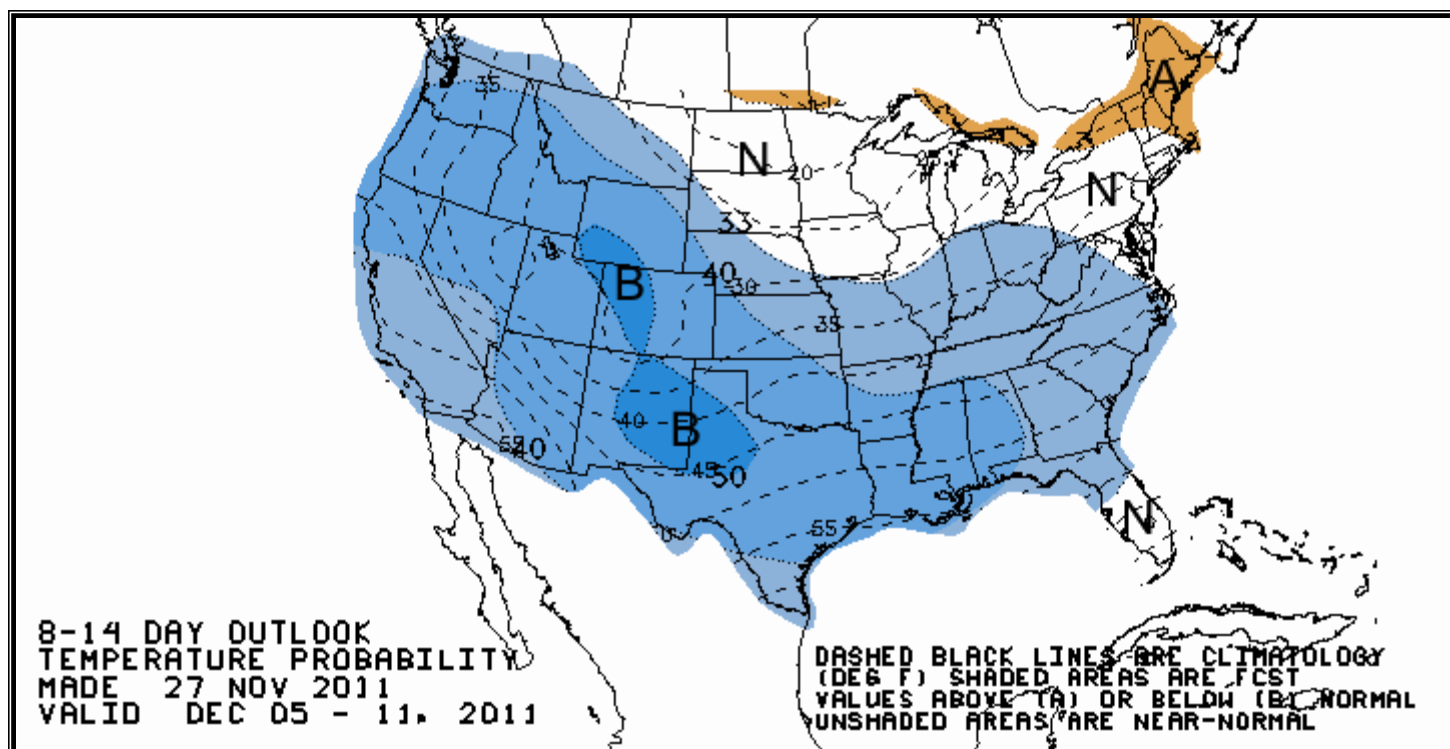 A
35
N
20
N
33
B
40
30
35
40
B
50
40
45
50
N
55
8-14 DAY OUTLOOK
TEMPERATURE PROBABILITY
MADE 27 NOV 2011
VALID DEC 05 - 11, 2011
DASHED BLACK LINES ARE CLIMATOLOGY
(DEG F) SHADED AREAS ARE FCST
VALUES ABOVE (A) OR BELOW (B) NORMAL
UNSHADED AREAS ARE NEAR-NORMAL